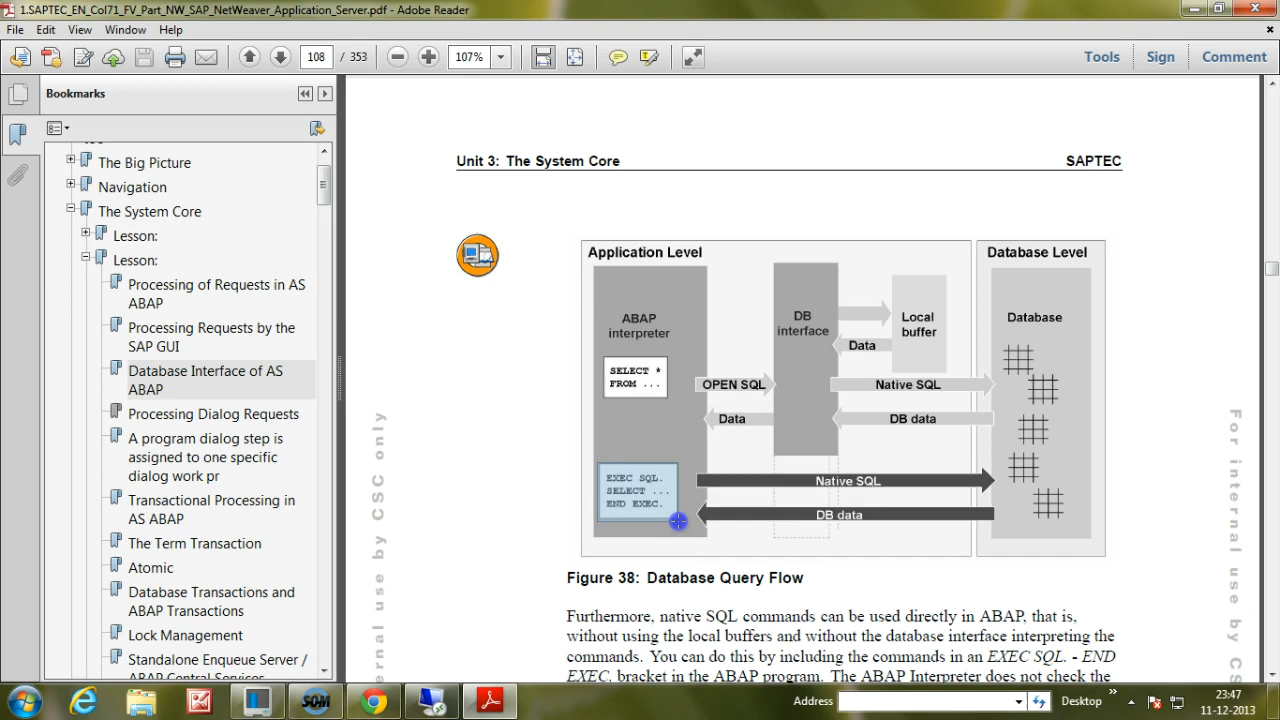 1.SAPTEC_EN_Col71_FV_Part_NW_SAP_NetWeaver_Application_Server.pdf - Adobe Reader
File Edit View Window Help
108 / 353 107% Tools Sign Comment
Bookmarks
The Big Picture
Navigation
The System Core
Lesson:
Lesson:
Processing of Requests in AS
ABAP
Processing Requests by the
SAP GUI
Database Interface of AS
ABAP
Processing Dialog Requests
A program dialog step is
assigned to one specific
dialog work pr
Transactional Processing in
AS ABAP
The Term Transaction
Atomic
Database Transactions and
ABAP Transactions
Lock Management
Standalone Enqueue Server /
ABAP Central Services
Unit 3: The System Core SAPTEC
Application Level Database Level
ABAP
interpreter
DB
interface
Local
buffer
Database
Data
SELECT *
FROM ...
OPEN SQL Native SQL
Data DB data
EXEC SQL.
SELECT ...
END EXEC.
Native SQL
DB data
Figure 38: Database Query Flow
Furthermore, native SQL commands can be used directly in ABAP, that is,
without using the local buffers and without the database interface interpreting the
commands. You can do this by including the commands in an EXEC SQL. - END
EXEC. bracket in the ABAP program. The ABAP Interpreter does not check the
ernal use by CSC only
For internal use by CS
SQM
Address Desktop »
23:47
11-12-2013